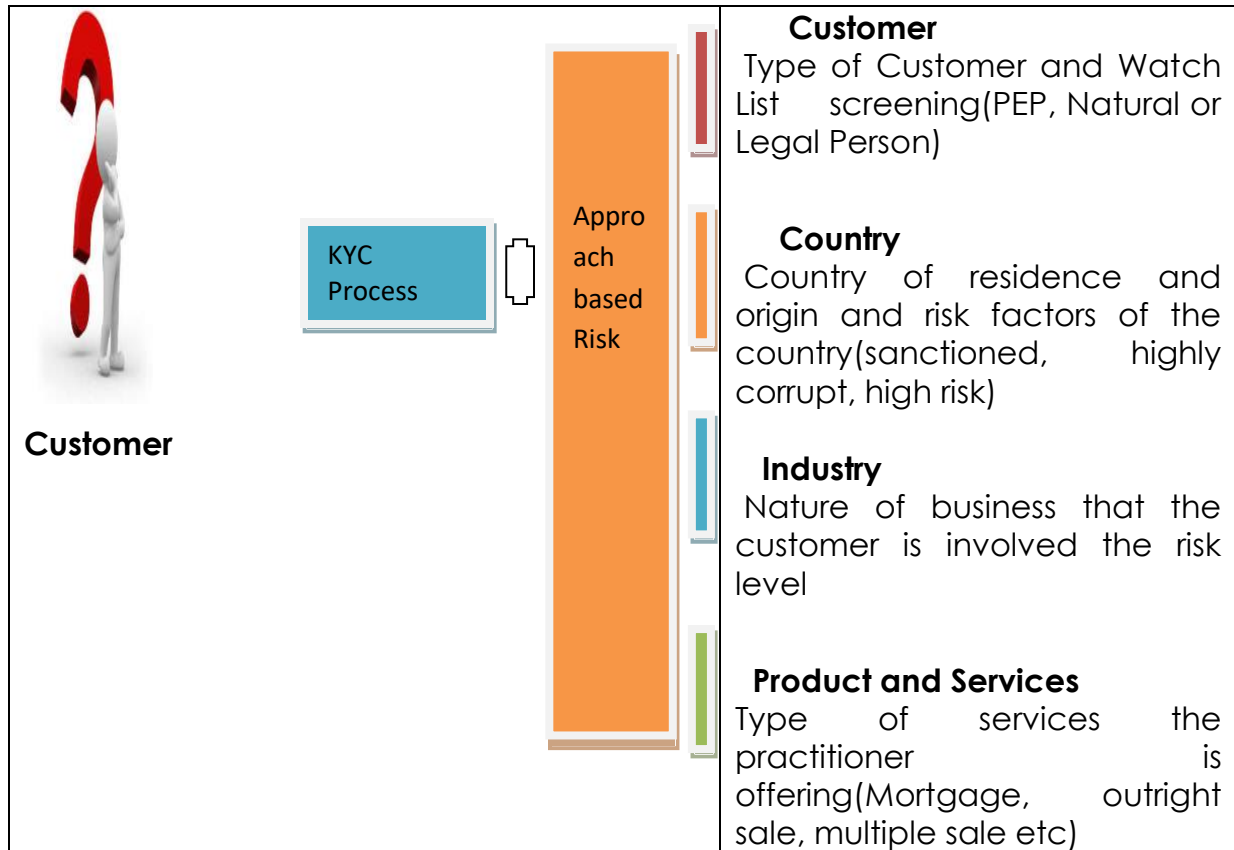 Customer
KYC
Process
Appro
ach
based
Risk
Customer
Type of Customer and Watch
List screening(PEP, Natural or
Legal Person)
Country
Country of residence and
origin and risk factors of the
country(sanctioned, highly
corrupt, high risk)
Industry
Nature of business that the
customer is involved the risk
level
Product and Services
Type of services the
practitioner is
offering(Mortgage, outright
sale, multiple sale etc)